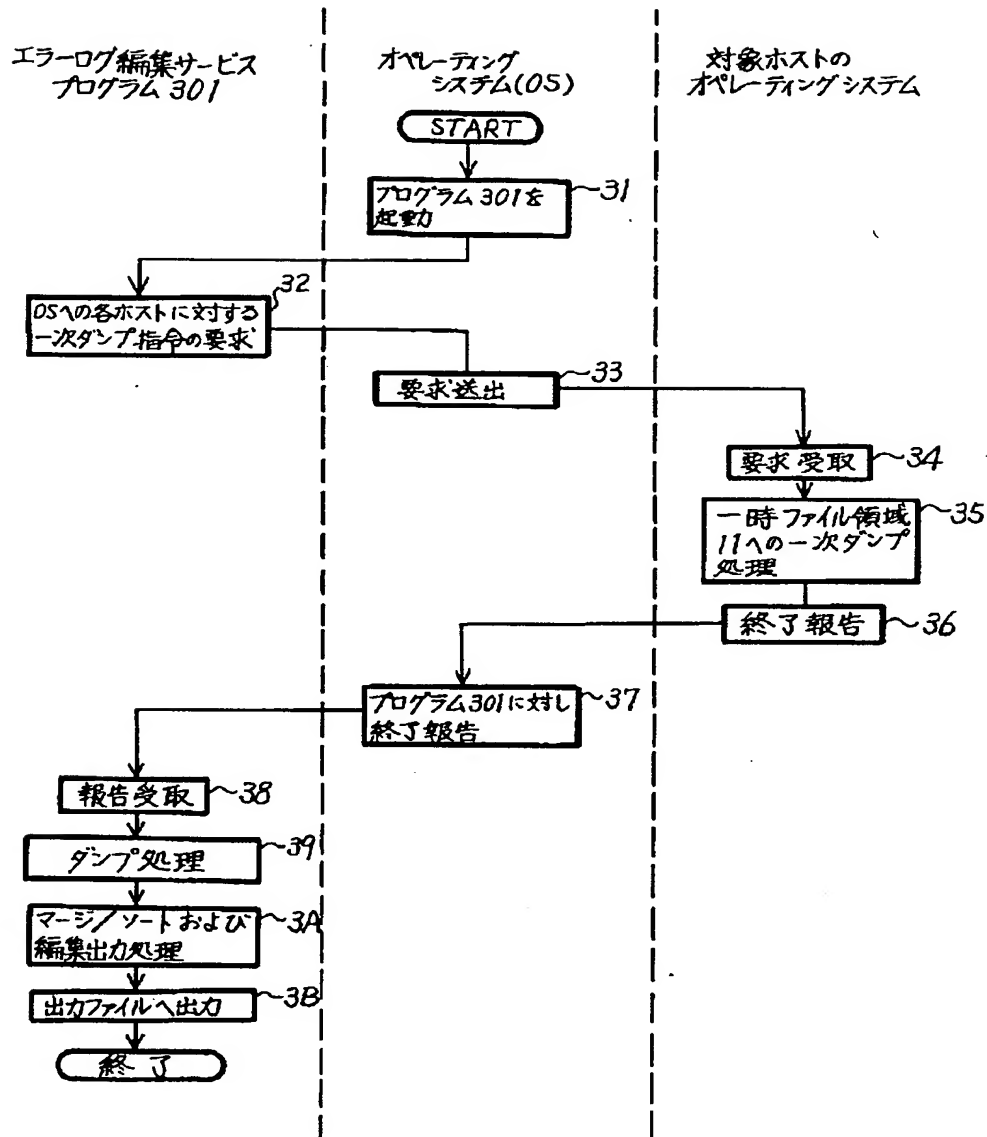 エラーログ編集サービス
プログラム301
オペレーティング
システム(OS)
対象ホストの
オペレーティングシステム
START
プログラム301を
起動
31
32
OSへの各ホストに対する
一次ダンプ指令の要求
要求送出
33
要求受取
34
一時ファイル領域
11への一次ダンプ
処理
35
終了報告
36
プログラム301に対し
終了報告
37
報告受取
38
ダンプ処理
39
マージ/ソートおよび
編集出力処理
3A
出力ファイルへ出力
3B
終了